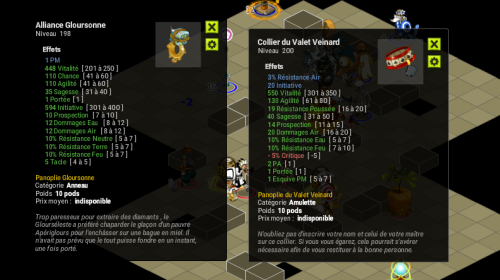 Alliance Gloursonne
Niveau 198
Effets
1 PM
448 Vitalité [ 201 à 250 ]
110 Chance [ 41 à 60 ]
110 Agilité [ 41 à 60 ]
35 Sagesse [ 31 à 40 ]
1 Portée [ 1 ]
594 Initiative [ 301 à 400 ]
10 Prospection [ 7 à 10 ]
12 Dommages Eau [ 8 à 12 ]
12 Dommages Air [ 8 à 12 ]
10% Résistance Neutre [ 5 à 7 ]
10% Résistance Terre [ 5 à 7 ]
10% Résistance Feu [ 5 à 7 ]
5 Tacle [ 4 à 5 ]
Panoplie Gloursonne
Catégorie Anneau
Poids 10 pods
Prix moyen : indisponible
Trop paresseux pour extraire des diamants , le
Glourséleste a préféré chaparder le glaçon d'un pauvre
Apériglours pour l'enchâsser sur une bague en miel. Il
n'avait pas prévu que le tout puisse fondre en un instant,
une fois porté.
Collier du Valet Veinard
Niveau 200
Effets
3% Résistance Air
20 Initiative
550 Vitalité [ 301 à 350 ]
130 Agilité [ 61 à 80 ]
19 Résistance Poussée [ 16 à 20 ]
40 Sagesse [ 31 à 50 ]
14 Prospection [ 11 à 15 ]
20 Dommages Air [ 16 à 20 ]
10% Résistance Eau [ 5 à 7 ]
10% Résistance Feu [ 7 à 10 ]
- 5% Critique [ -5 ]
2 PA [ 1 ]
1 Portée [ 1 ]
1 Esquive PM [ 5 à 7 ]
Panoplie du Valet Veinard
Catégorie Amulette
Poids 10 pods
Prix moyen : indisponible
N'oubliez pas d'inscrire votre nom et celui de votre maître
sur ce collier. Si vous vous égarez, cela pourrait s'avérer
nécessaire afin de vous restituer à la bonne personne.